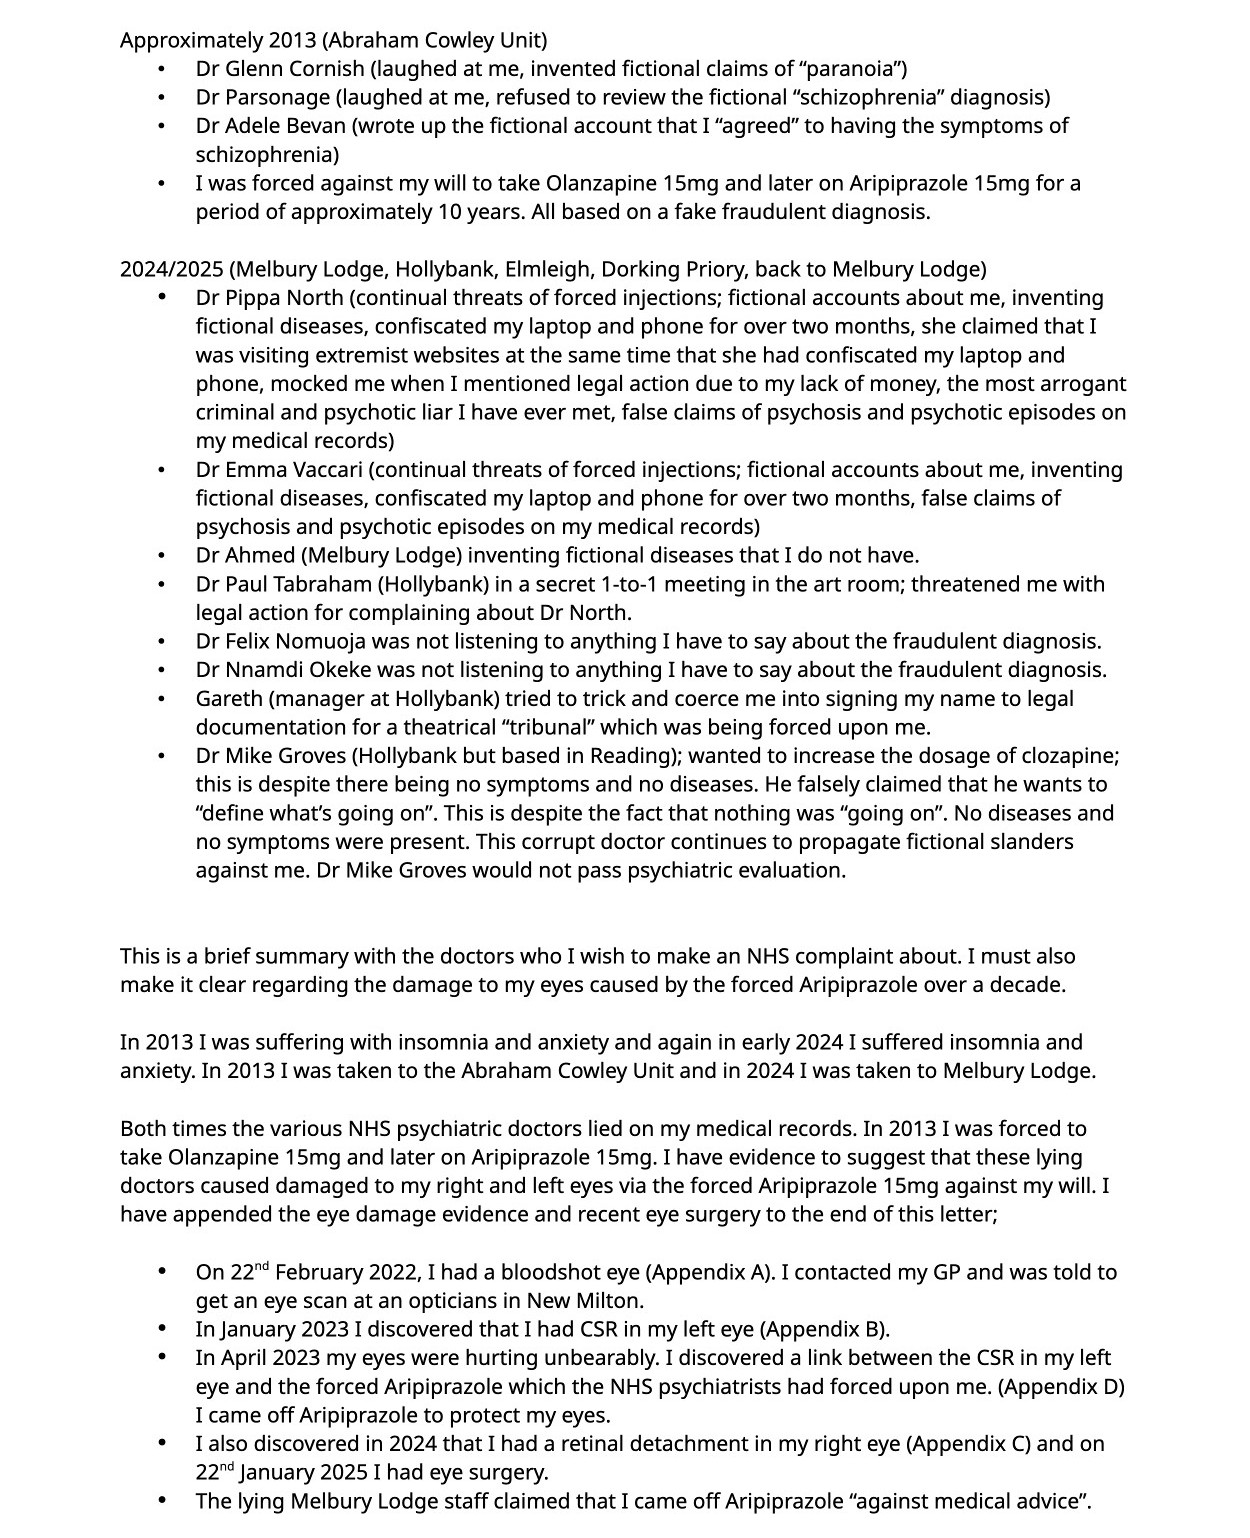 Approximately 2013 (Abraham Cowley Unit)
• Dr Glenn Cornish (laughed at me, invented fictional claims of “paranoia”)
• Dr Parsonage (laughed at me, refused to review the fictional “schizophrenia” diagnosis)
• Dr Adele Bevan (wrote up the fictional account that I “agreed” to having the symptoms of
schizophrenia)
• I was forced against my will to take Olanzapine 15mg and later on Aripiprazole 15mg for a
period of approximately 10 years. All based on a fake fraudulent diagnosis.
2024/2025 (Melbury Lodge, Hollybank, Elmleigh, Dorking Priory, back to Melbury Lodge)
• Dr Pippa North (continual threats of forced injections; fictional accounts about me, inventing
fictional diseases, confiscated my laptop and phone for over two months, she claimed that I
was visiting extremist websites at the same time that she had confiscated my laptop and
phone, mocked me when I mentioned legal action due to my lack of money, the most arrogant
criminal and psychotic liar I have ever met, false claims of psychosis and psychotic episodes on
my medical records)
• Dr Emma Vaccari (continual threats of forced injections; fictional accounts about me, inventing
fictional diseases, confiscated my laptop and phone for over two months, false claims of
psychosis and psychotic episodes on my medical records)
• Dr Ahmed (Melbury Lodge) inventing fictional diseases that I do not have.
• Dr Paul Tabraham (Hollybank) in a secret 1-to-1 meeting in the art room; threatened me with
legal action for complaining about Dr North.
• Dr Felix Nomuoja was not listening to anything I have to say about the fraudulent diagnosis.
• Dr Nnamdi Okeke was not listening to anything I have to say about the fraudulent diagnosis.
• Gareth (manager at Hollybank) tried to trick and coerce me into signing my name to legal
documentation for a theatrical “tribunal” which was being forced upon me.
• Dr Mike Groves (Hollybank but based in Reading); wanted to increase the dosage of clozapine;
this is despite there being no symptoms and no diseases. He falsely claimed that he wants to
“define what’s going on”. This is despite the fact that nothing was “going on”. No diseases and
no symptoms were present. This corrupt doctor continues to propagate fictional slanders
against me. Dr Mike Groves would not pass psychiatric evaluation.
This is a brief summary with the doctors who I wish to make an NHS complaint about. I must also
make it clear regarding the damage to my eyes caused by the forced Aripiprazole over a decade.
In 2013 I was suffering with insomnia and anxiety and again in early 2024 I suffered insomnia and
anxiety. In 2013 I was taken to the Abraham Cowley Unit and in 2024 I was taken to Melbury Lodge.
Both times the various NHS psychiatric doctors lied on my medical records. In 2013 I was forced to
take Olanzapine 15mg and later on Aripiprazole 15mg. I have evidence to suggest that these lying
doctors caused damaged to my right and left eyes via the forced Aripiprazole 15mg against my will. I
have appended the eye damage evidence and recent eye surgery to the end of this letter;
• On 22nd February 2022, I had a bloodshot eye (Appendix A). I contacted my GP and was told to
get an eye scan at an opticians in New Milton.
• In January 2023 I discovered that I had CSR in my left eye (Appendix B).
• In April 2023 my eyes were hurting unbearably. I discovered a link between the CSR in my left
eye and the forced Aripiprazole which the NHS psychiatrists had forced upon me. (Appendix D)
I came off Aripiprazole to protect my eyes.
• I also discovered in 2024 that I had a retinal detachment in my right eye (Appendix C) and on
22nd January 2025 I had eye surgery.
• The lying Melbury Lodge staff claimed that I came off Aripiprazole “against medical advice”.